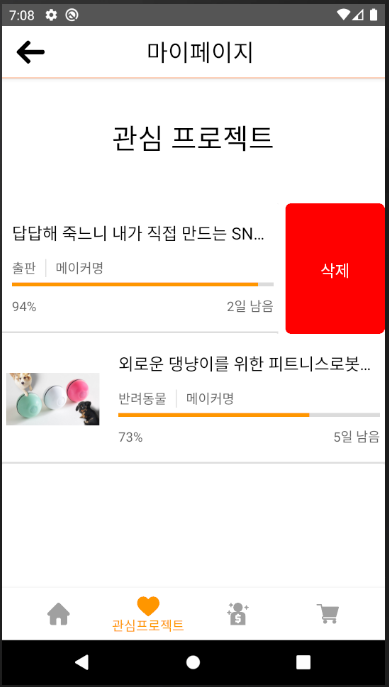 7:08
마이페이지
관심 프로젝트
답답해 죽느니 내가 직접 만드는 SN...
출판 메이커명
94% 2일 남음
삭제
외로운 댕냥이를 위한 피트니스로봇...
반려동물 메이커명
73% 5일 남음
관심프로젝트